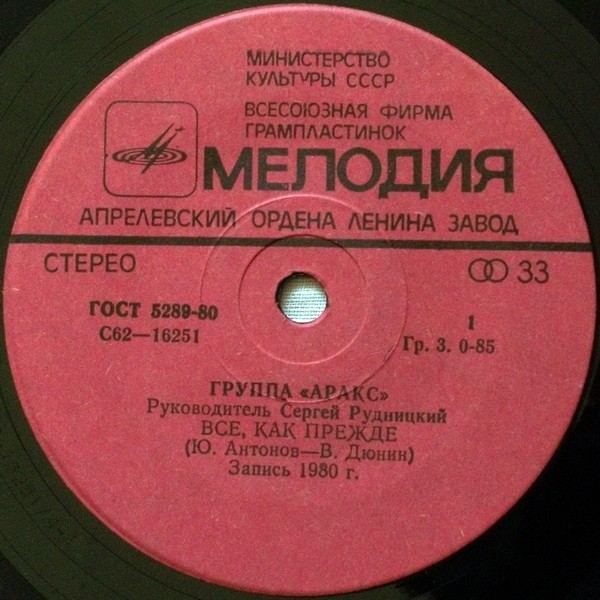 МИНИСТЕРСТВО
КУЛЬТУРЫ СССР
ВСЕСОЮЗНАЯ ФИРМА
ГРАМПЛАСТИНОК
МЕЛОДИЯ
АПРЕЛЕВСКИЙ ОРДЕНА ЛЕНИНА ЗАВОД
СТЕРЕО
33
ГОСТ 5289-80
С62—16251
1
Гр. 3. 0-85
ГРУППА «АРАКС»
Руководитель Сергей Рудницкий
ВСЕ, КАК ПРЕЖДЕ
(Ю. Антонов—В. Дюнин)
Запись 1980 г.